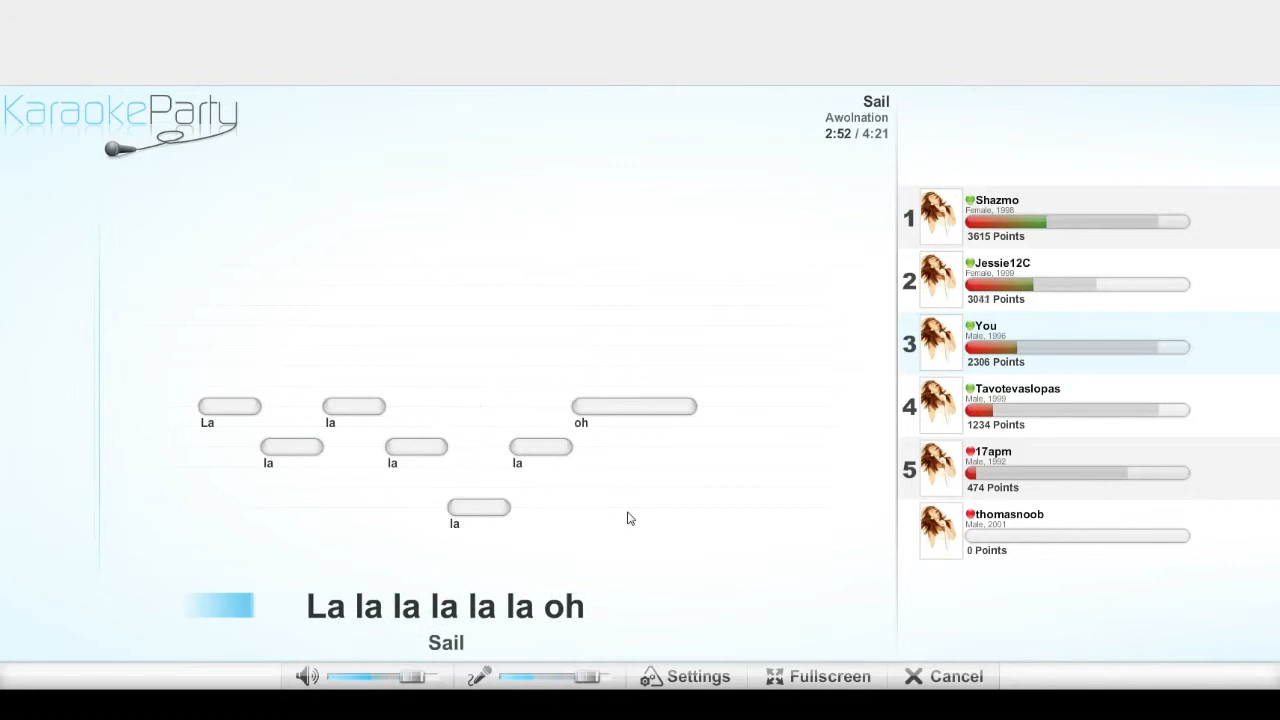 KaraokeParty
Sail
Awolnation
2:52 / 4:21
1
Shazmo
Female, 1998
3615 Points
2
Jessie12C
Female, 1999
3041 Points
3
You
Male, 1996
2306 Points
4
Tavotevaslopas
Male, 1999
1234 Points
5
17apm
Male, 1992
474 Points
thomasnoob
Male, 2001
0 Points
La
la
oh
la
la
la
la
La la la la la la oh
Sail
Settings
Fullscreen
Cancel